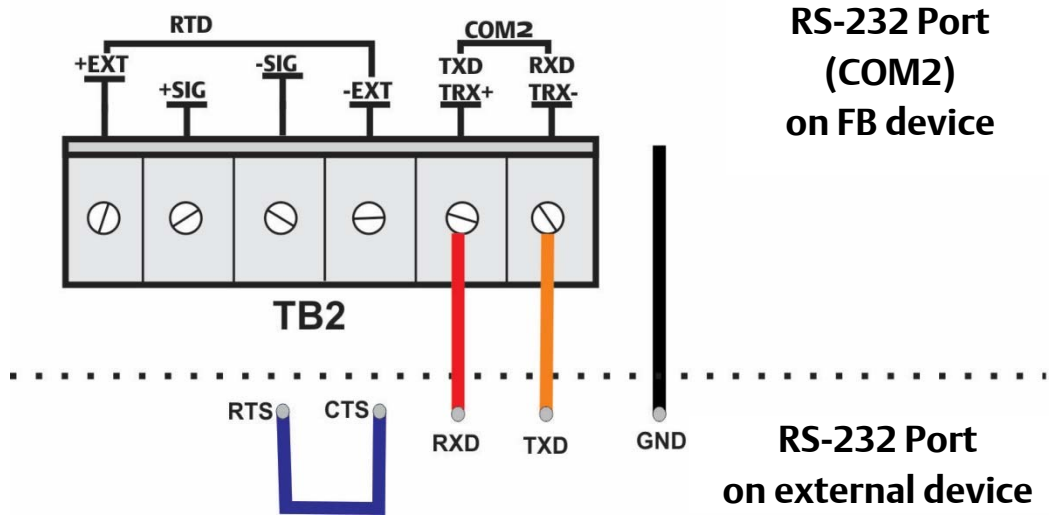 RTD
COM2
+EXT
+SIG
-SIG
-EXT
TXD
TRX+
RXD
TRX-
RS-232 Port
(COM2)
on FB device
TB2
RTS
CTS
RXD
TXD
GND
RS-232 Port
on external device